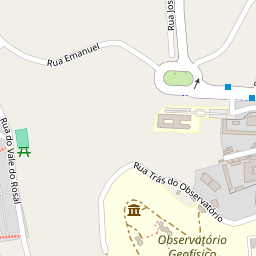 Rua Jos
Rua Emanuel
Rua do Vale do Rosal
Rua Trás do Observatório
Observatório
Geofísico